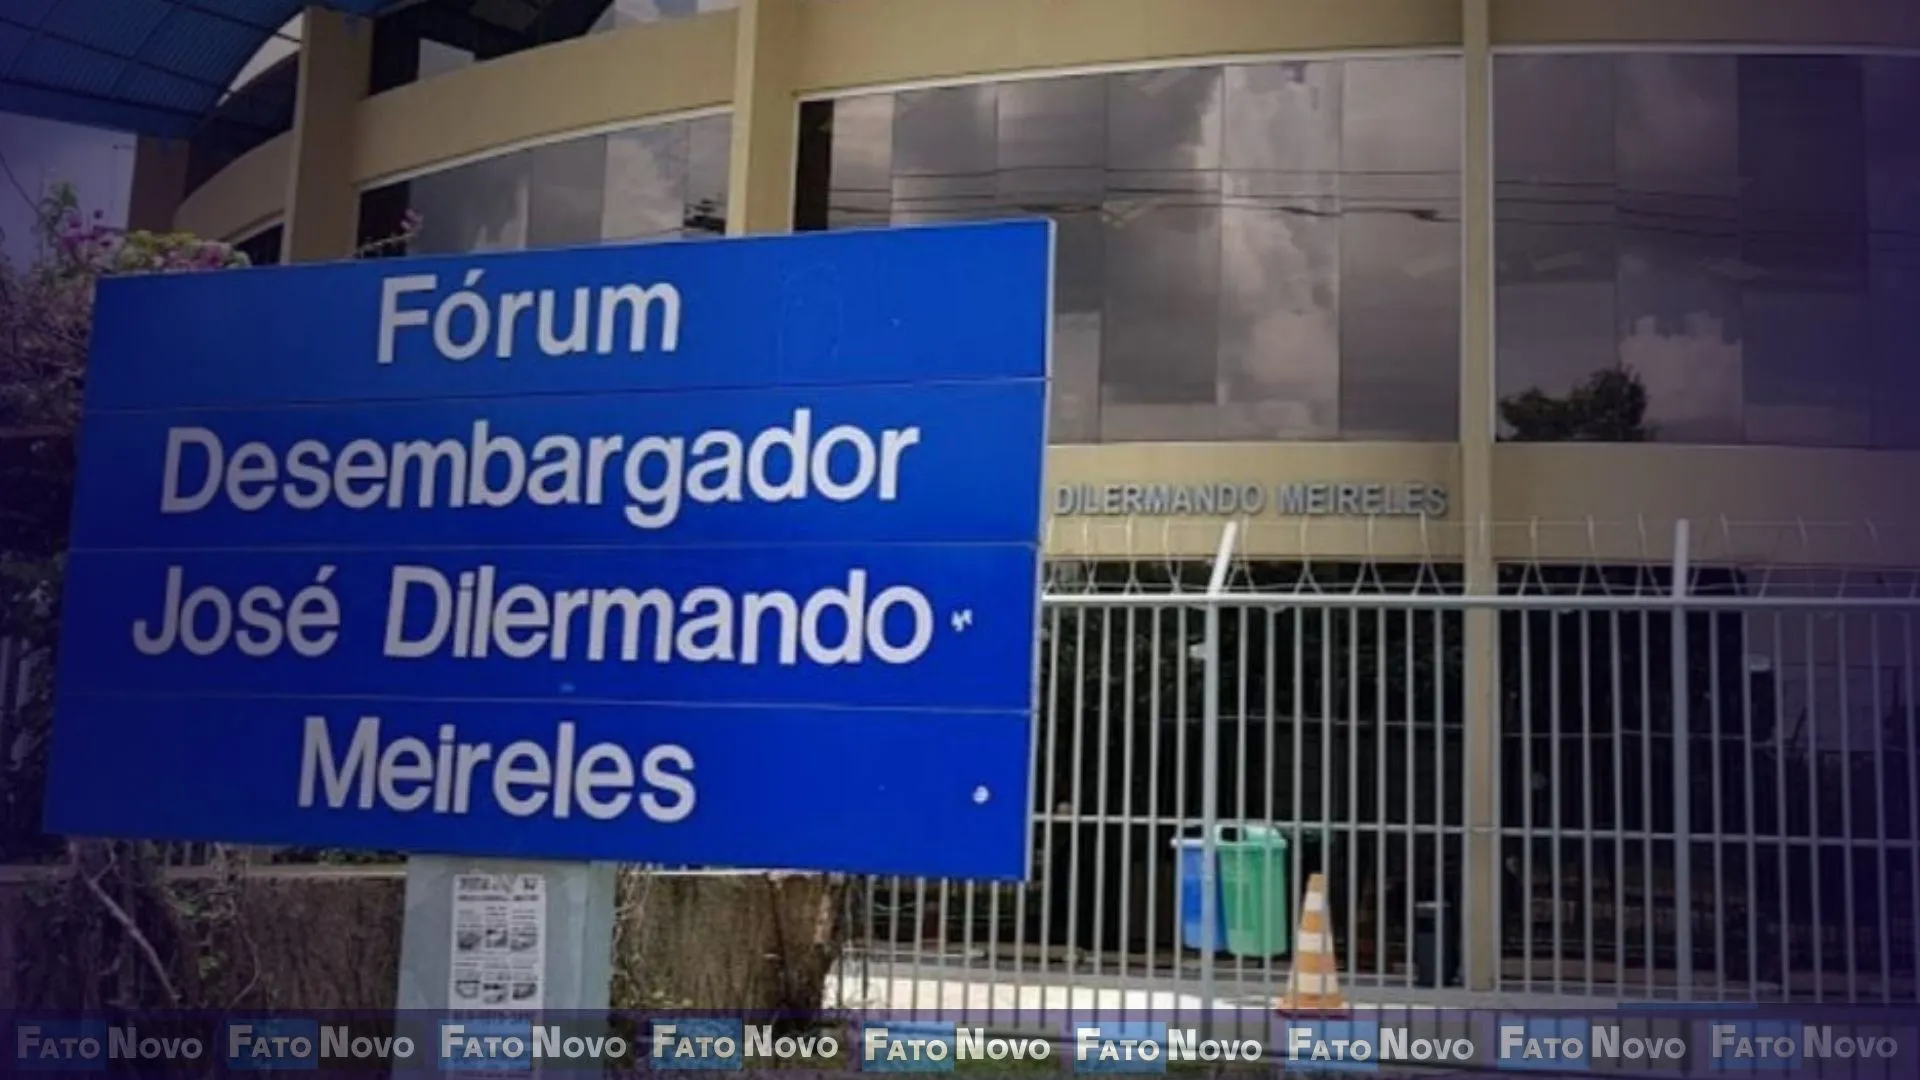 Fórum
Desembargador
José Dilermando
Meireles
DILERMANDO MEIRELES
FATO NOVO FATO NOVO FATO NOVO FATO NOVO FATO NOVO FATO NOVO FATO NOVO FATO NOVO FATO NOVO